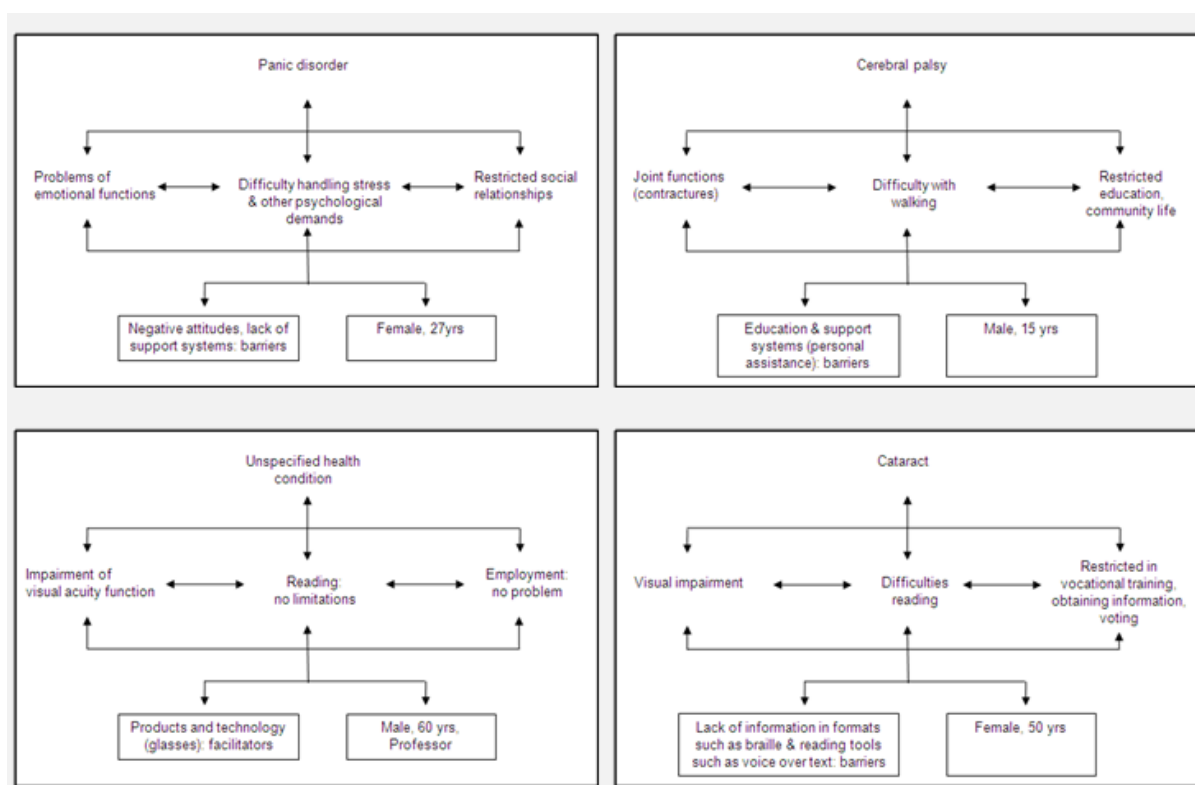 Panic disorder
Problems of
emotional functions
Difficulty handling stress
& other psychological
demands
Restricted social
relationships
Negative attitudes, lack of
support systems: barriers
Female, 27yrs
Cerebral palsy
Joint functions
(contractures)
Difficulty with
walking
Restricted
education,
community life
Education & support
systems (personal
assistance): barriers
Male, 15 yrs
Unspecified health
condition
Impairment of
visual acuity function
Reading:
no limitations
Employment:
no problem
Products and technology
(glasses): facilitators
Male, 60 yrs,
Professor
Cataract
Visual impairment
Difficulties
reading
Restricted in
vocational training,
obtaining information,
voting
Lack of information in formats
such as braille & reading tools
such as voice over text: barriers
Female, 50 yrs